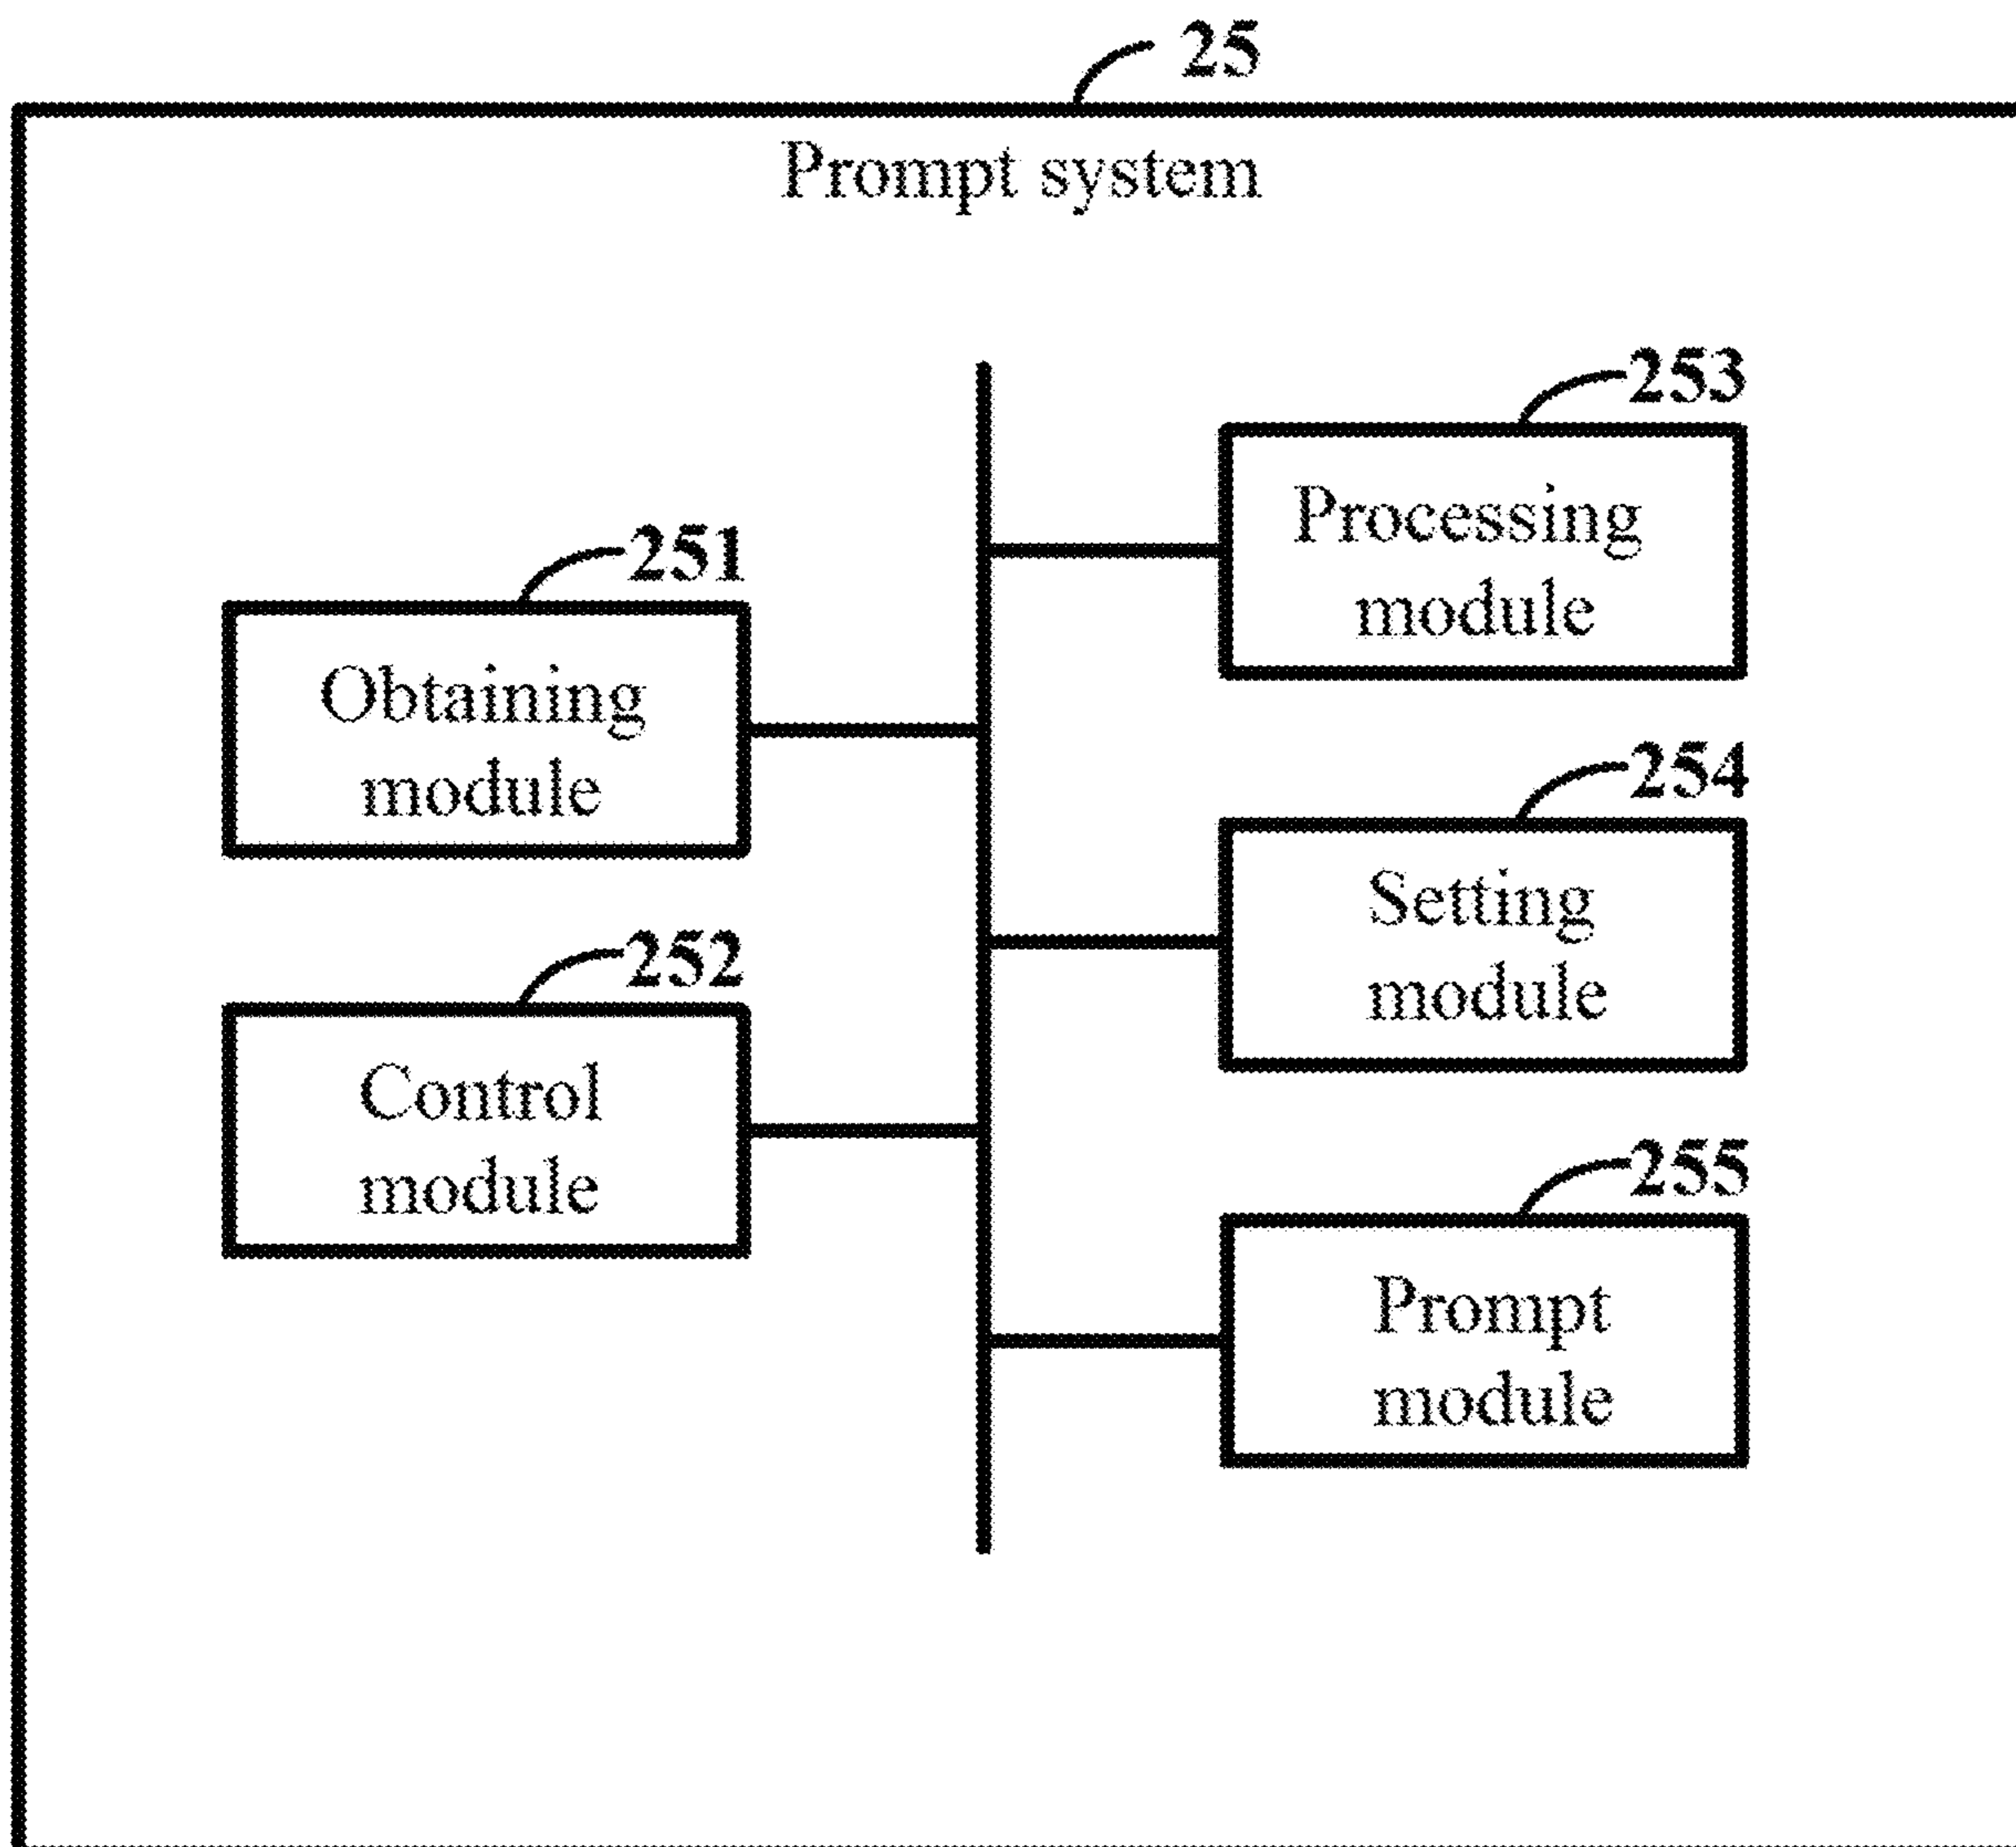 25
Prompt system
251
Obtaining
module
252
Control
module
253
Processing
module
254
Setting
module
255
Prompt
module